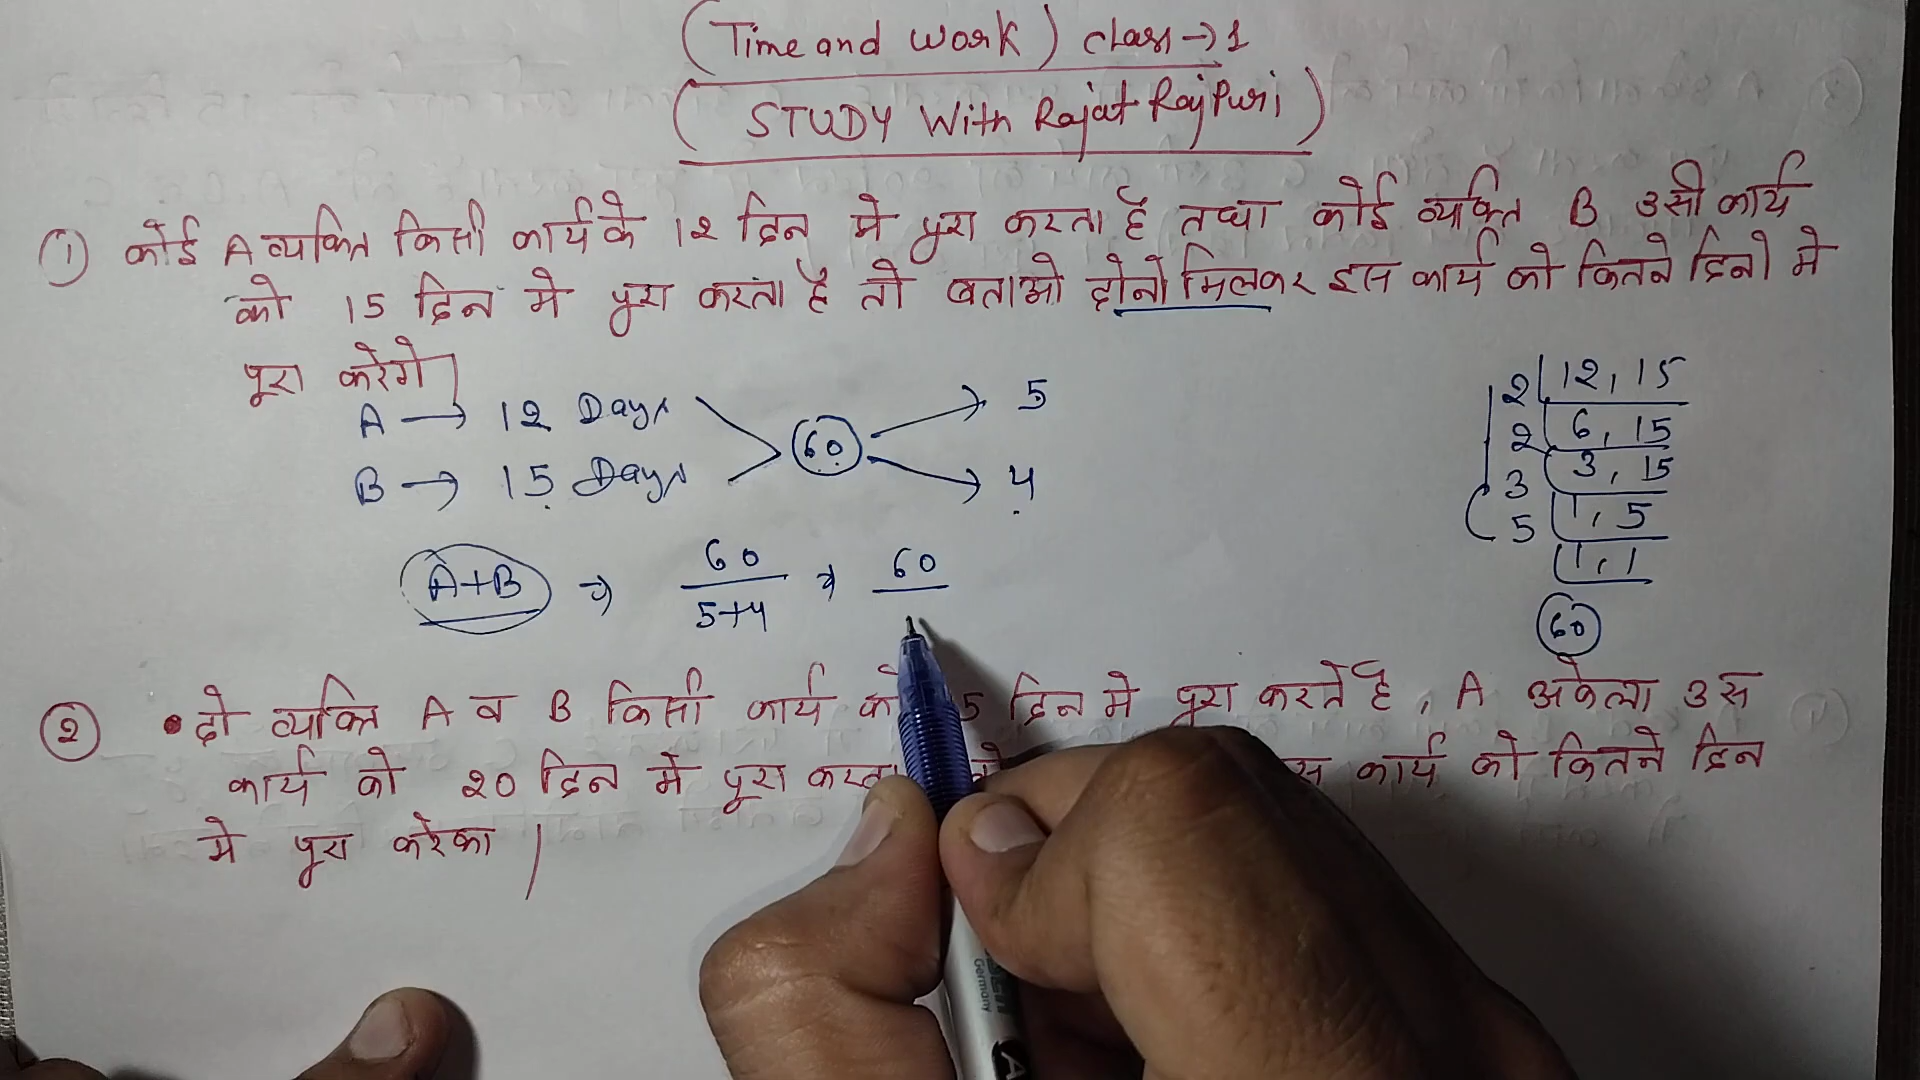 (Time and work) class → 1
(STUDY With Rajat Rajpuri)
① कोई A व्यक्ति किसी कार्य के 12 दिन मे पूरा करता है तथा कोई व्यक्ति B उसी कार्य
को 15 दिन मे पूरा करता है तो बताओ दोनो मिलकर इस कार्य को कितने दिनो मे
पूरा करेगे |
A → 12 Days
B → 15 Days
60
5
4
A+B ⇒ 60/5+4 ⇒ 60
2 | 12, 15
2 | 6, 15
3 | 3, 15
5 | 1, 5
1, 1
60
② • दो व्यक्ति A व B किसी कार्य को 5 दिन मे पूरा करते है, A अकेला उस
कार्य को 20 दिन मे पूरा कार्य को कितने दिन
मे पूरा करेका |
Germany